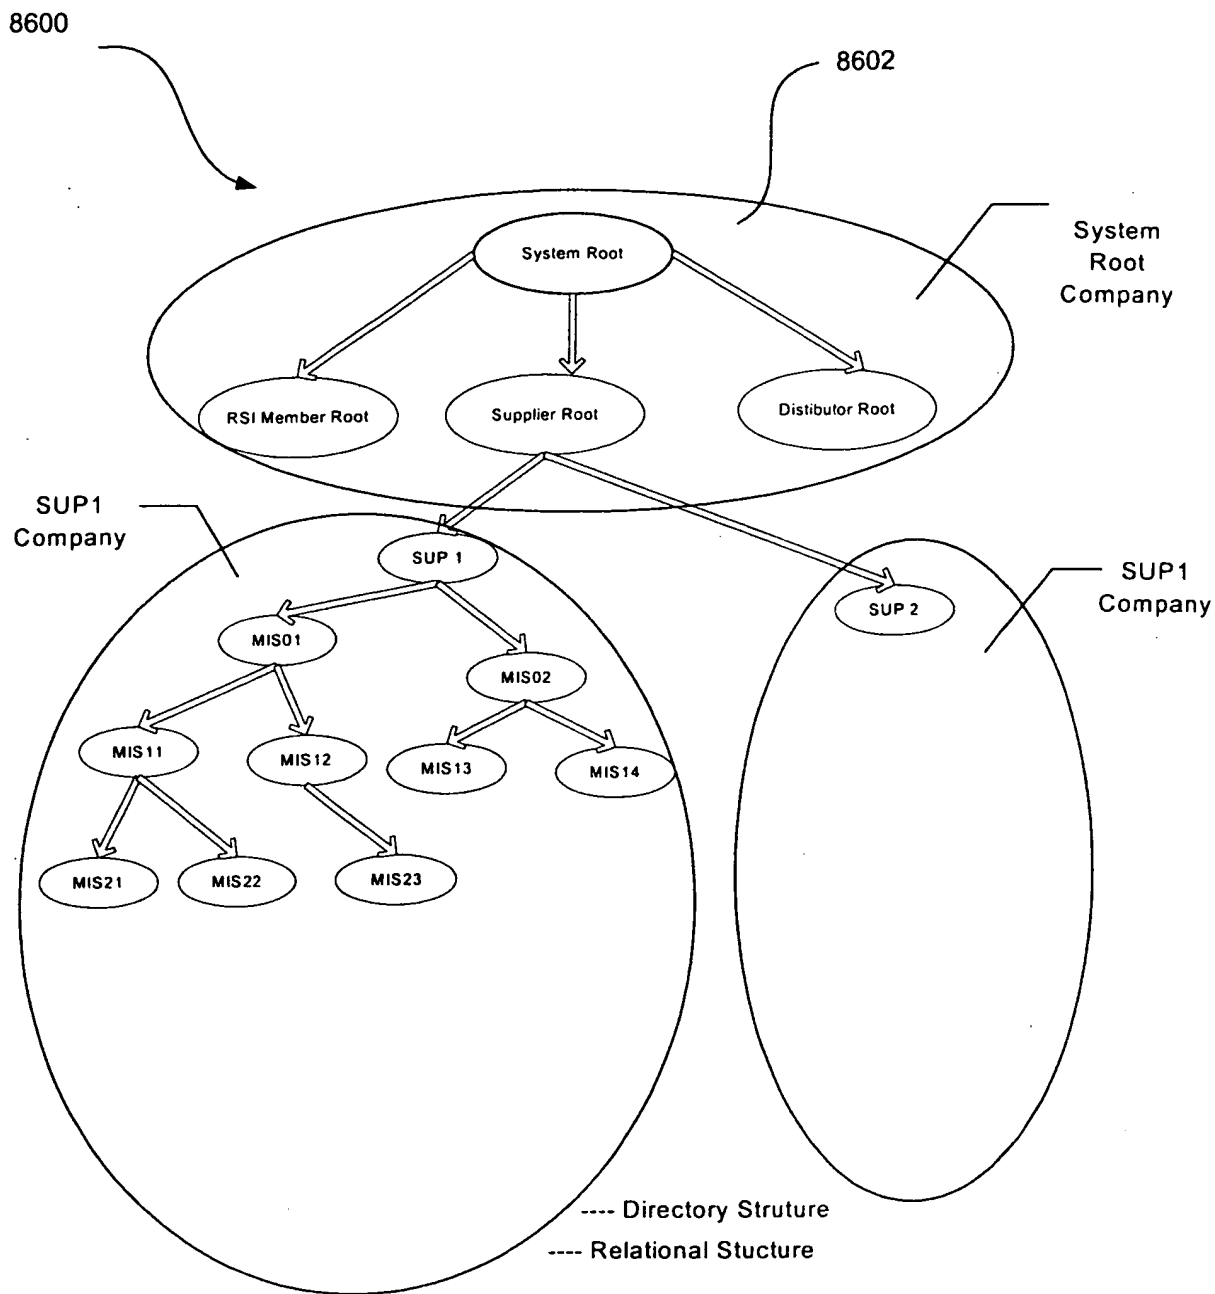 8600
8602
System Root
System
Root
Company
RSI Member Root
Supplier Root
Distibutor Root
SUP1
Company
SUP 1
SUP 2
SUP1
Company
MIS01
MIS02
MIS11
MIS12
MIS13
MIS14
MIS21
MIS22
MIS23
---- Directory Struture
---- Relational Stucture